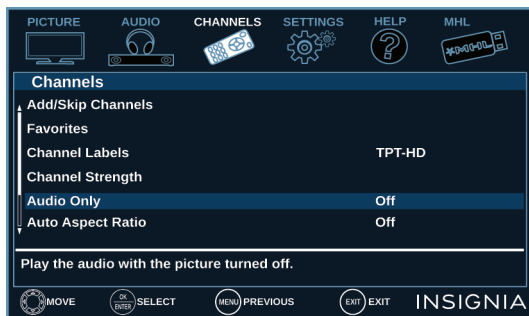 PICTURE AUDIO CHANNELS SETTINGS HELP MHL
MHL
Channels
Add/Skip Channels
Favorites
Channel Labels TPT-HD
Channel Strength
Audio Only Off
Auto Aspect Ratio Off
Play the audio with the picture turned off.
MOVE OK ENTER SELECT MENU PREVIOUS EXIT EXIT INSIGNIA